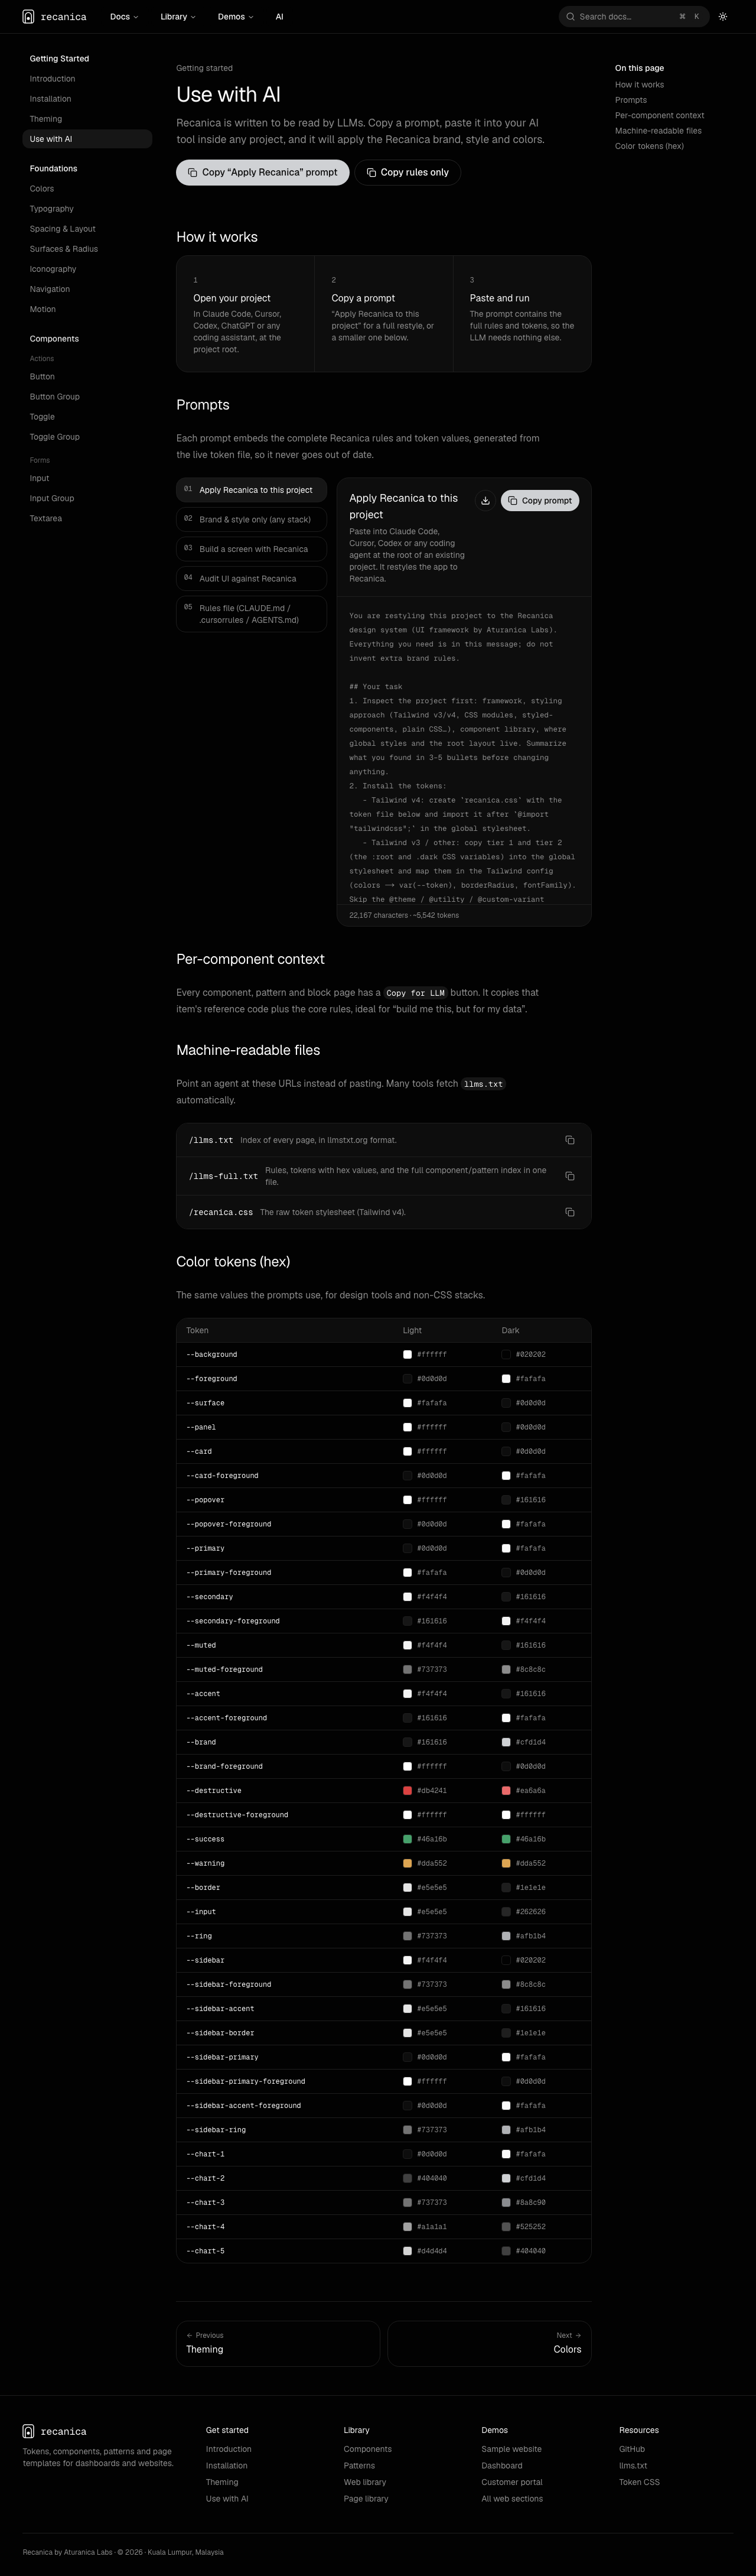 recanica
Docs
Library
Demos
AI
Search docs...
⌘ K
Getting Started
Introduction
Installation
Theming
Use with AI
Foundations
Colors
Typography
Spacing & Layout
Surfaces & Radius
Iconography
Navigation
Motion
Components
Actions
Button
Button Group
Toggle
Toggle Group
Forms
Input
Input Group
Textarea
Getting started
Use with AI
Recanica is written to be read by LLMs. Copy a prompt, paste it into your AI
tool inside any project, and it will apply the Recanica brand, style and colors.
Copy “Apply Recanica” prompt
Copy rules only
How it works
1
Open your project
In Claude Code, Cursor,
Codex, ChatGPT or any
coding assistant, at the
project root.
2
Copy a prompt
“Apply Recanica to this
project” for a full restyle, or
a smaller one below.
3
Paste and run
The prompt contains the
full rules and tokens, so the
LLM needs nothing else.
Prompts
Each prompt embeds the complete Recanica rules and token values, generated from
the live token file, so it never goes out of date.
01 Apply Recanica to this project
02 Brand & style only (any stack)
03 Build a screen with Recanica
04 Audit UI against Recanica
05 Rules file (CLAUDE.md /
.cursorrules / AGENTS.md)
Apply Recanica to this
project
Paste into Claude Code,
Cursor, Codex or any coding
agent at the root of an existing
project. It restyles the app to
Recanica.
Copy prompt
You are restyling this project to the Recanica
design system (UI framework by Aturanica Labs).
Everything you need is in this message; do not
invent extra brand rules.
## Your task
1. Inspect the project first: framework, styling
approach (Tailwind v3/v4, CSS modules, styled-
components, plain CSS…), component library, where
global styles and the root layout live. Summarize
what you found in 3–5 bullets before changing
anything.
2. Install the tokens:
- Tailwind v4: create `recanica.css` with the
token file below and import it after `@import
"tailwindcss";` in the global stylesheet.
- Tailwind v3 / other: copy tier 1 and tier 2
(the :root and .dark CSS variables) into the global
stylesheet and map them in the Tailwind config
(colors → var(--token), borderRadius, fontFamily).
Skip the @theme / @utility / @custom-variant
22,167 characters · ~5,542 tokens
Per-component context
Every component, pattern and block page has a Copy for LLM button. It copies that
item's reference code plus the core rules, ideal for “build me this, but for my data”.
Machine-readable files
Point an agent at these URLs instead of pasting. Many tools fetch llms.txt
automatically.
/llms.txt Index of every page, in llmstxt.org format.
/llms-full.txt Rules, tokens with hex values, and the full component/pattern index in one
file.
/recanica.css The raw token stylesheet (Tailwind v4).
Color tokens (hex)
The same values the prompts use, for design tools and non-CSS stacks.
Token Light Dark
--background #ffffff #020202
--foreground #0d0d0d #fafafa
--surface #fafafa #0d0d0d
--panel #ffffff #0d0d0d
--card #ffffff #0d0d0d
--card-foreground #0d0d0d #fafafa
--popover #ffffff #161616
--popover-foreground #0d0d0d #fafafa
--primary #0d0d0d #fafafa
--primary-foreground #fafafa #0d0d0d
--secondary #f4f4f4 #161616
--secondary-foreground #161616 #f4f4f4
--muted #f4f4f4 #161616
--muted-foreground #737373 #8c8c8c
--accent #f4f4f4 #161616
--accent-foreground #161616 #fafafa
--brand #161616 #cfd1d4
--brand-foreground #ffffff #0d0d0d
--destructive #db4241 #ea6a6a
--destructive-foreground #ffffff #ffffff
--success #46a16b #46a16b
--warning #dda552 #dda552
--border #e5e5e5 #1e1e1e
--input #e5e5e5 #262626
--ring #737373 #afb1b4
--sidebar #f4f4f4 #020202
--sidebar-foreground #737373 #8c8c8c
--sidebar-accent #e5e5e5 #161616
--sidebar-border #e5e5e5 #1e1e1e
--sidebar-primary #0d0d0d #fafafa
--sidebar-primary-foreground #ffffff #0d0d0d
--sidebar-accent-foreground #0d0d0d #fafafa
--sidebar-ring #737373 #afb1b4
--chart-1 #0d0d0d #fafafa
--chart-2 #404040 #cfd1d4
--chart-3 #737373 #8a8c90
--chart-4 #a1a1a1 #525252
--chart-5 #d4d4d4 #404040
← Previous
Theming
Next →
Colors
On this page
How it works
Prompts
Per-component context
Machine-readable files
Color tokens (hex)
recanica
Tokens, components, patterns and page
templates for dashboards and websites.
Get started
Introduction
Installation
Theming
Use with AI
Library
Components
Patterns
Web library
Page library
Demos
Sample website
Dashboard
Customer portal
All web sections
Resources
GitHub
llms.txt
Token CSS
Recanica by Aturanica Labs · © 2026 · Kuala Lumpur, Malaysia